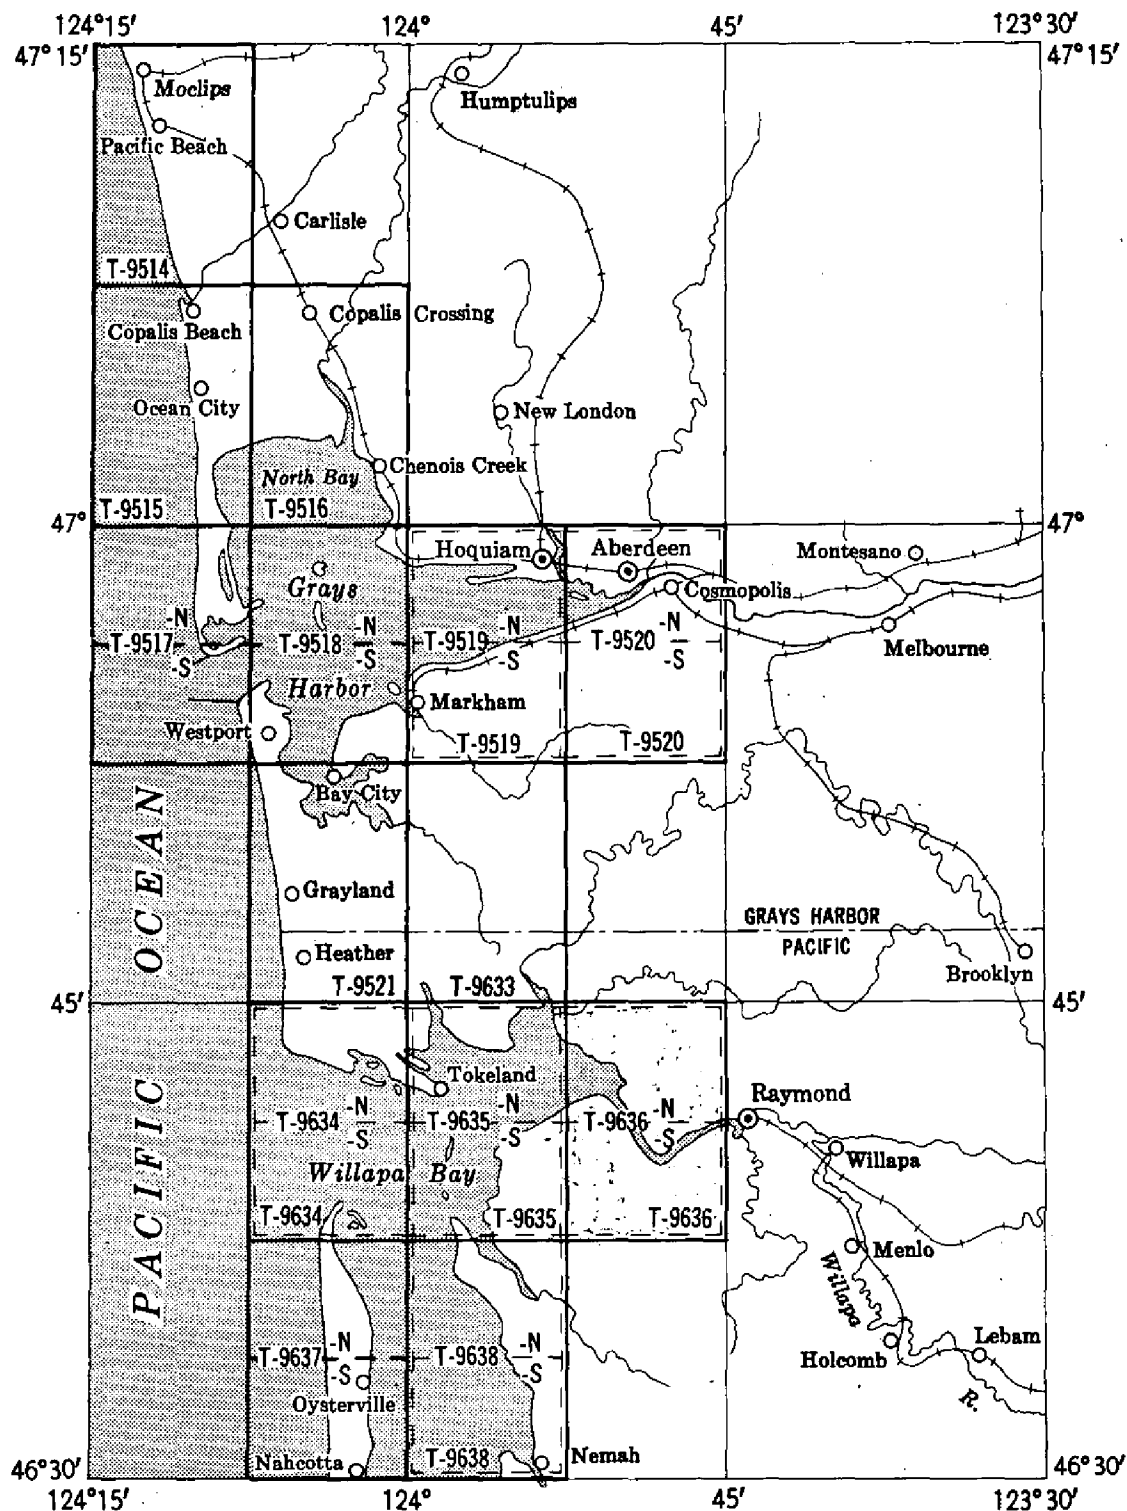 124°15′ 124° 45′ 123°30′
47°15′ 47°15′
Moclips
Humptulips
Pacific Beach
Carlisle
T-9514
Copalis Beach
Copalis Crossing
Ocean City
New London
Chenois Creek
North Bay
T-9515 T-9516
47° 47°
Hoquiam Aberdeen Montesano
Grays
Cosmopolis
-N -N -N -N
T-9517 T-9518 T-9519 T-9520
-S -S -S -S
Melbourne
Harbor
Markham
Westport
T-9519 T-9520
Bay City
PACIFIC OCEAN
Grayland
GRAYS HARBOR
PACIFIC
Heather
Brooklyn
T-9521 T-9633
45′ 45′
Tokeland
Raymond
-N -N -N
T-9634 T-9635 T-9636
-S -S -S
Willapa
Willapa Bay
T-9634 T-9635 T-9636
Menlo
Willapa
R.
Lebam
Holcomb
-N -N
T-9637 T-9638
-S -S
Oysterville
T-9638
Nahcotta Nemah
46°30′ 46°30′
124°15′ 124° 45′ 123°30′